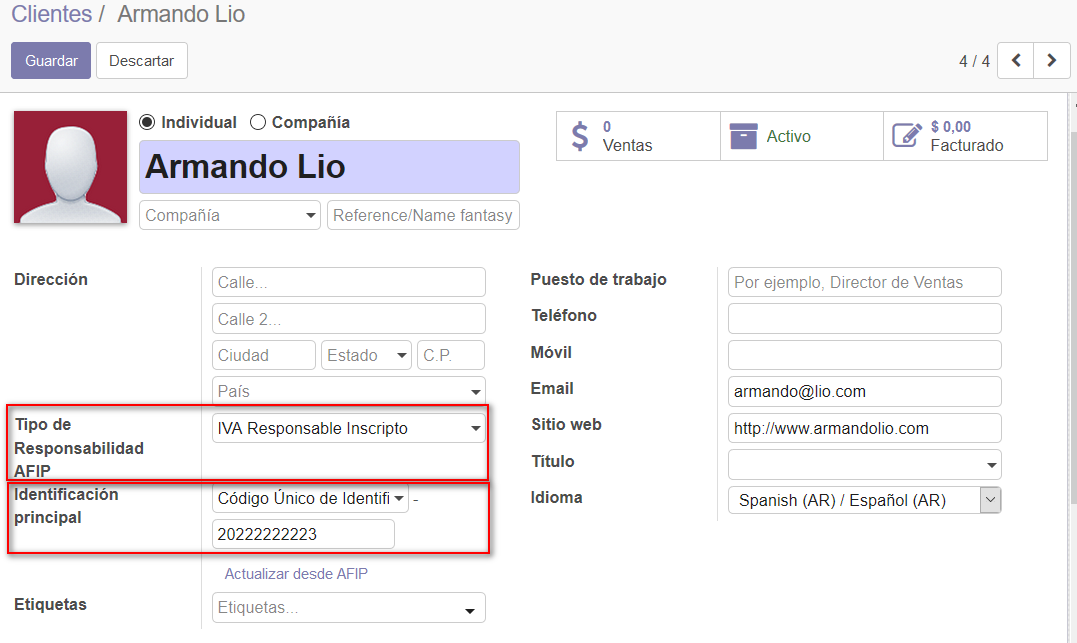 Clientes / Armando Lio
Guardar Descartar 4 / 4
Individual Compañía
Armando Lio
Compañía Reference/Name fantasy
$ 0 Ventas
Activo
$ 0,00 Facturado
Dirección
Calle...
Calle 2...
Ciudad Estado C.P.
País
Tipo de Responsabilidad AFIP
IVA Responsable Inscripto
Identificación principal
Código Único de Identifi -
20222222223
Actualizar desde AFIP
Etiquetas Etiquetas...
Puesto de trabajo Por ejemplo, Director de Ventas
Teléfono
Móvil
Email armando@lio.com
Sitio web http://www.armandolio.com
Título
Idioma Spanish (AR) / Español (AR)